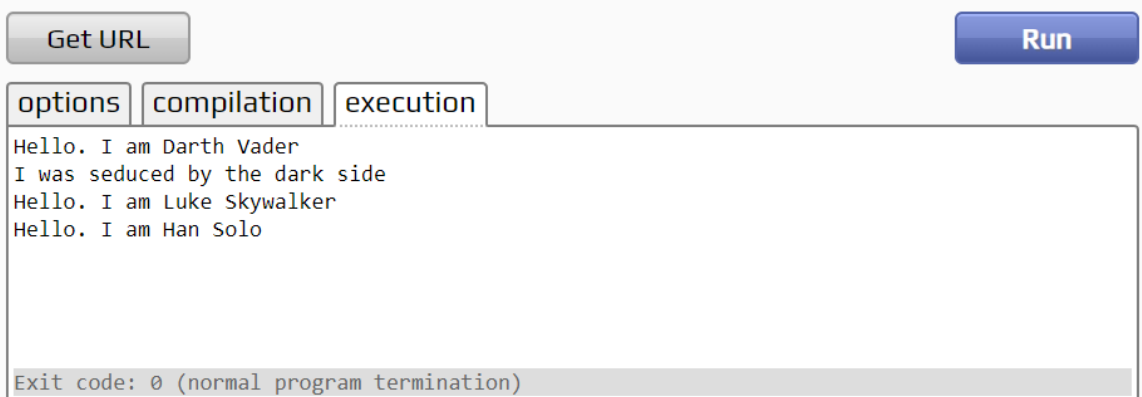 Get URL
Run
options
compilation
execution
Hello. I am Darth Vader
I was seduced by the dark side
Hello. I am Luke Skywalker
Hello. I am Han Solo
Exit code: 0 (normal program termination)